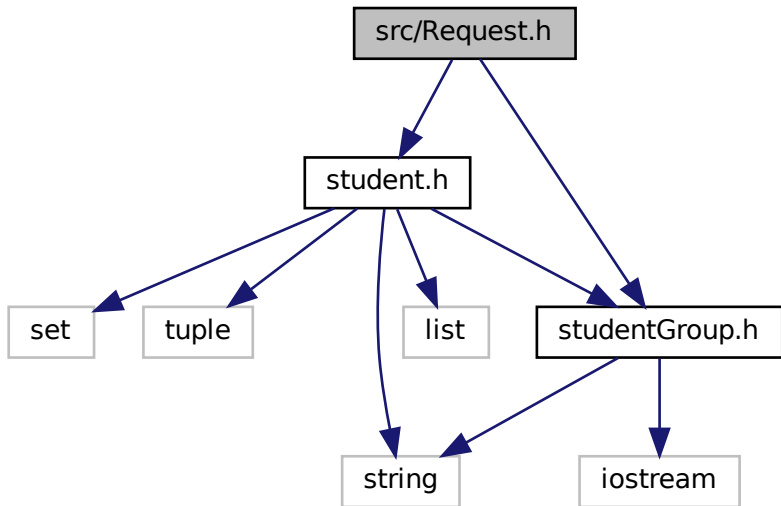 src/Request.h
student.h
set
tuple
list
studentGroup.h
string
iostream